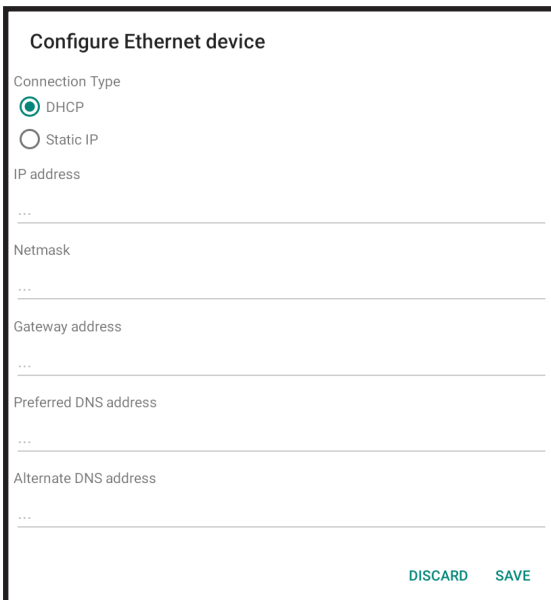 Configure Ethernet device
Connection Type
DHCP
Static IP
IP address
...
Netmask
...
Gateway address
...
Preferred DNS address
...
Alternate DNS address
...
DISCARD SAVE